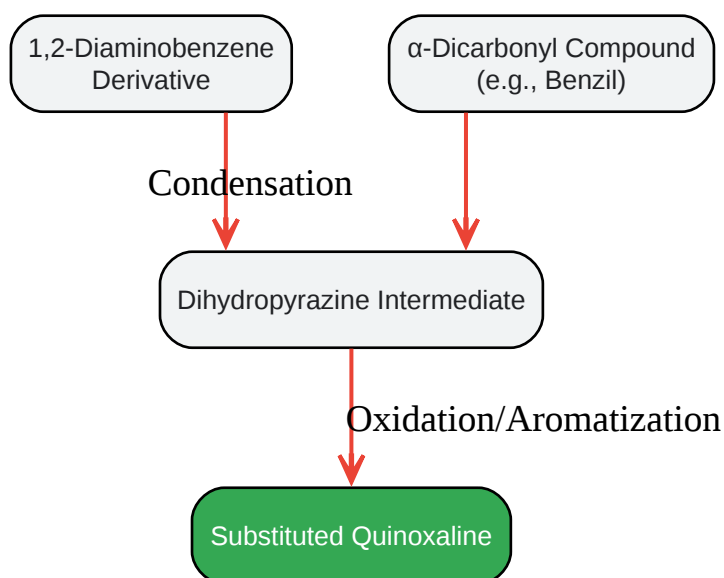 1,2-Diaminobenzene
Derivative
α-Dicarbonyl Compound
(e.g., Benzil)
Condensation
Dihydropyrazine Intermediate
Oxidation/Aromatization
Substituted Quinoxaline